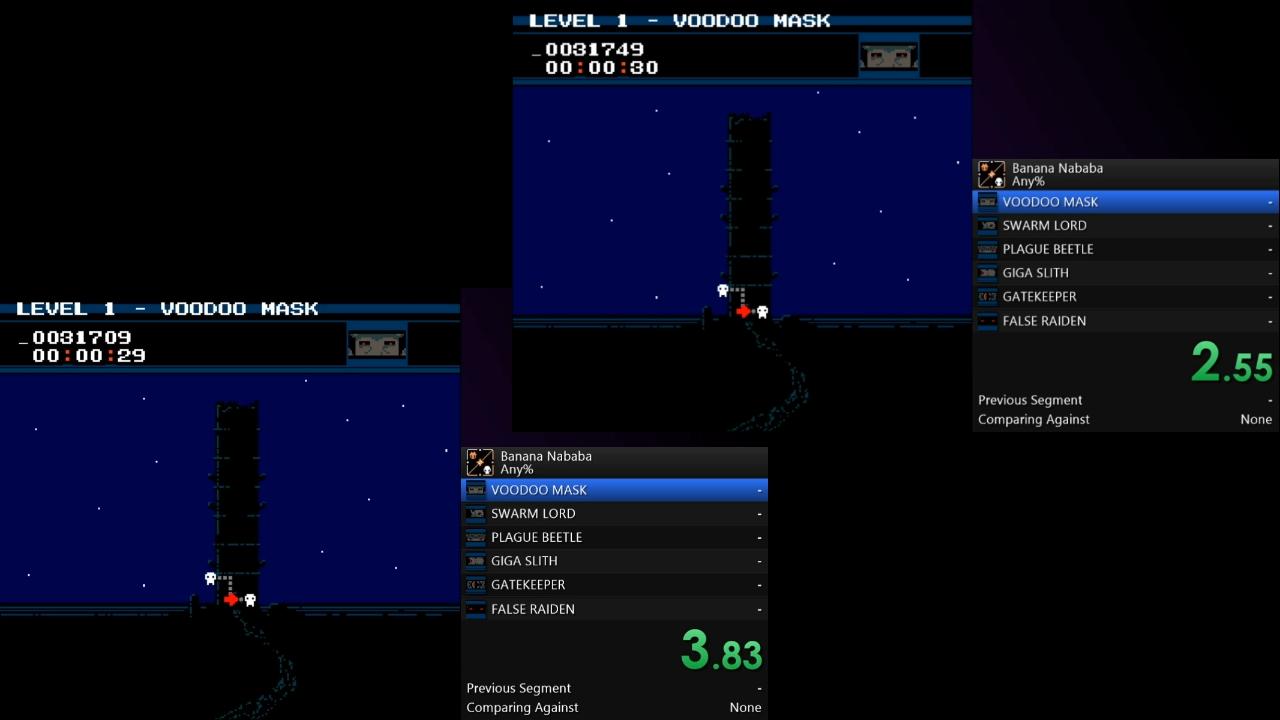 LEVEL 1 - VOODOO MASK
_0031749
00:00:30
Banana Nababa
Any%
VOODOO MASK -
SWARM LORD -
PLAGUE BEETLE -
GIGA SLITH -
GATEKEEPER -
FALSE RAIDEN -
2.55
Previous Segment -
Comparing Against None
LEVEL 1 - VOODOO MASK
_0031709
00:00:29
Banana Nababa
Any%
VOODOO MASK -
SWARM LORD -
PLAGUE BEETLE -
GIGA SLITH -
GATEKEEPER -
FALSE RAIDEN -
3.83
Previous Segment -
Comparing Against None